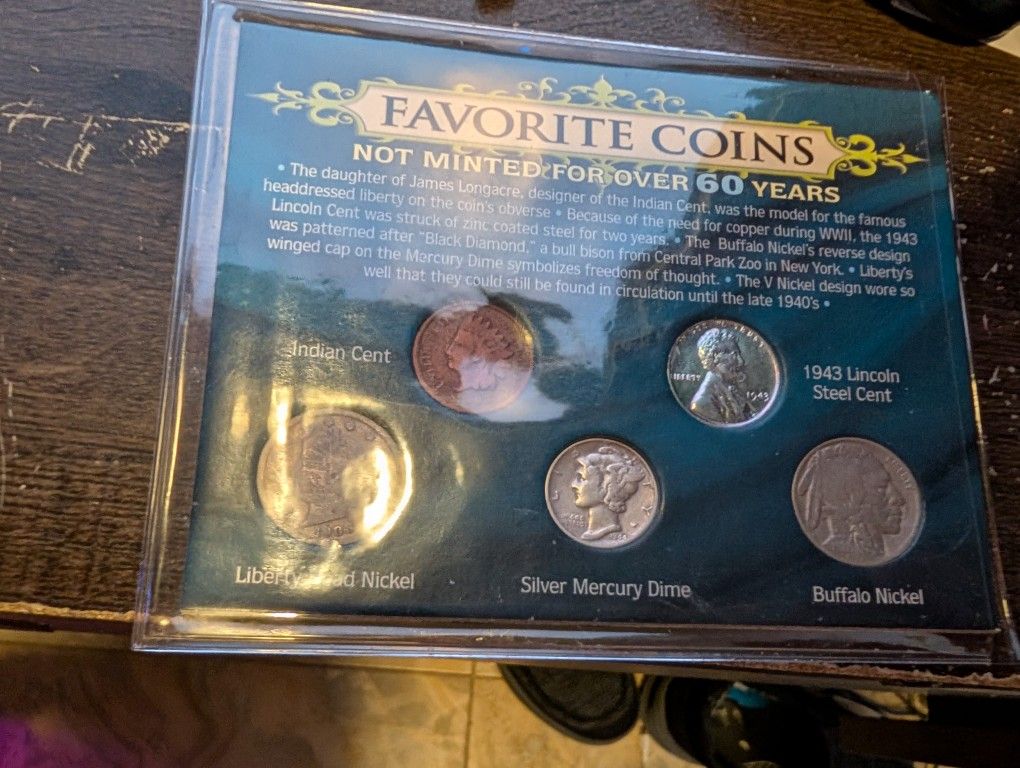 FAVORITE COINS
NOT MINTED FOR OVER 60 YEARS
• The daughter of James Longacre, designer of the Indian Cent, was the model for the famous
headdressed liberty on the coin's obverse • Because of the need for copper during WWII, the 1943
Lincoln Cent was struck of zinc coated steel for two years. • The Buffalo Nickel's reverse design
was patterned after "Black Diamond," a bull bison from Central Park Zoo in New York. • Liberty's
winged cap on the Mercury Dime symbolizes freedom of thought. • The V Nickel design wore so
well that they could still be found in circulation until the late 1940's •
Indian Cent
LIBERTY
1943
1943 Lincoln
Steel Cent
Liberty Nickel
Silver Mercury Dime
Buffalo Nickel